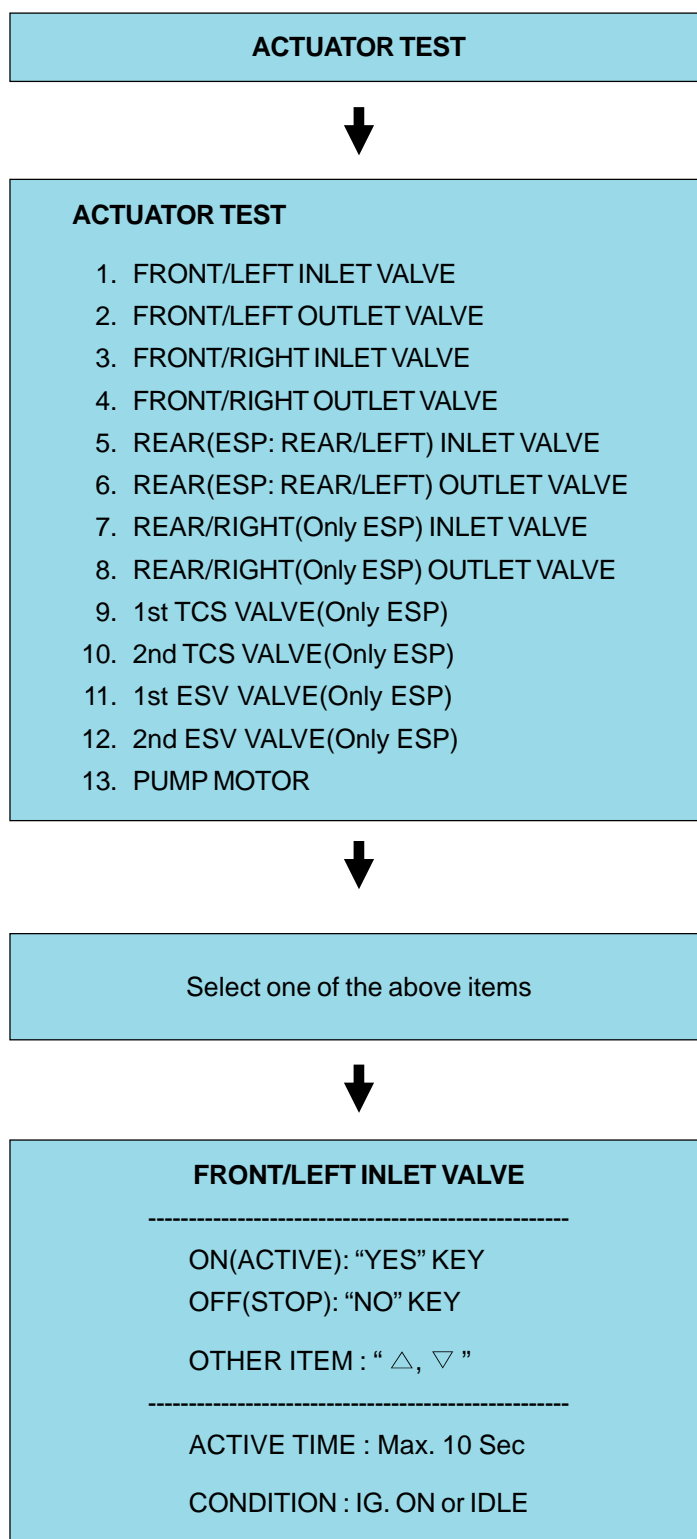 ACTUATOR TEST
ACTUATOR TEST
1. FRONT/LEFT INLET VALVE
2. FRONT/LEFT OUTLET VALVE
3. FRONT/RIGHT INLET VALVE
4. FRONT/RIGHT OUTLET VALVE
5. REAR(ESP: REAR/LEFT) INLET VALVE
6. REAR(ESP: REAR/LEFT) OUTLET VALVE
7. REAR/RIGHT(Only ESP) INLET VALVE
8. REAR/RIGHT(Only ESP) OUTLET VALVE
9. 1st TCS VALVE(Only ESP)
10. 2nd TCS VALVE(Only ESP)
11. 1st ESV VALVE(Only ESP)
12. 2nd ESV VALVE(Only ESP)
13. PUMP MOTOR
Select one of the above items
FRONT/LEFT INLET VALVE
----------------------------------------------------
ON(ACTIVE): “YES” KEY
OFF(STOP): “NO” KEY
OTHER ITEM : “ △, ▽ ”
----------------------------------------------------
ACTIVE TIME : Max. 10 Sec
CONDITION : IG. ON or IDLE